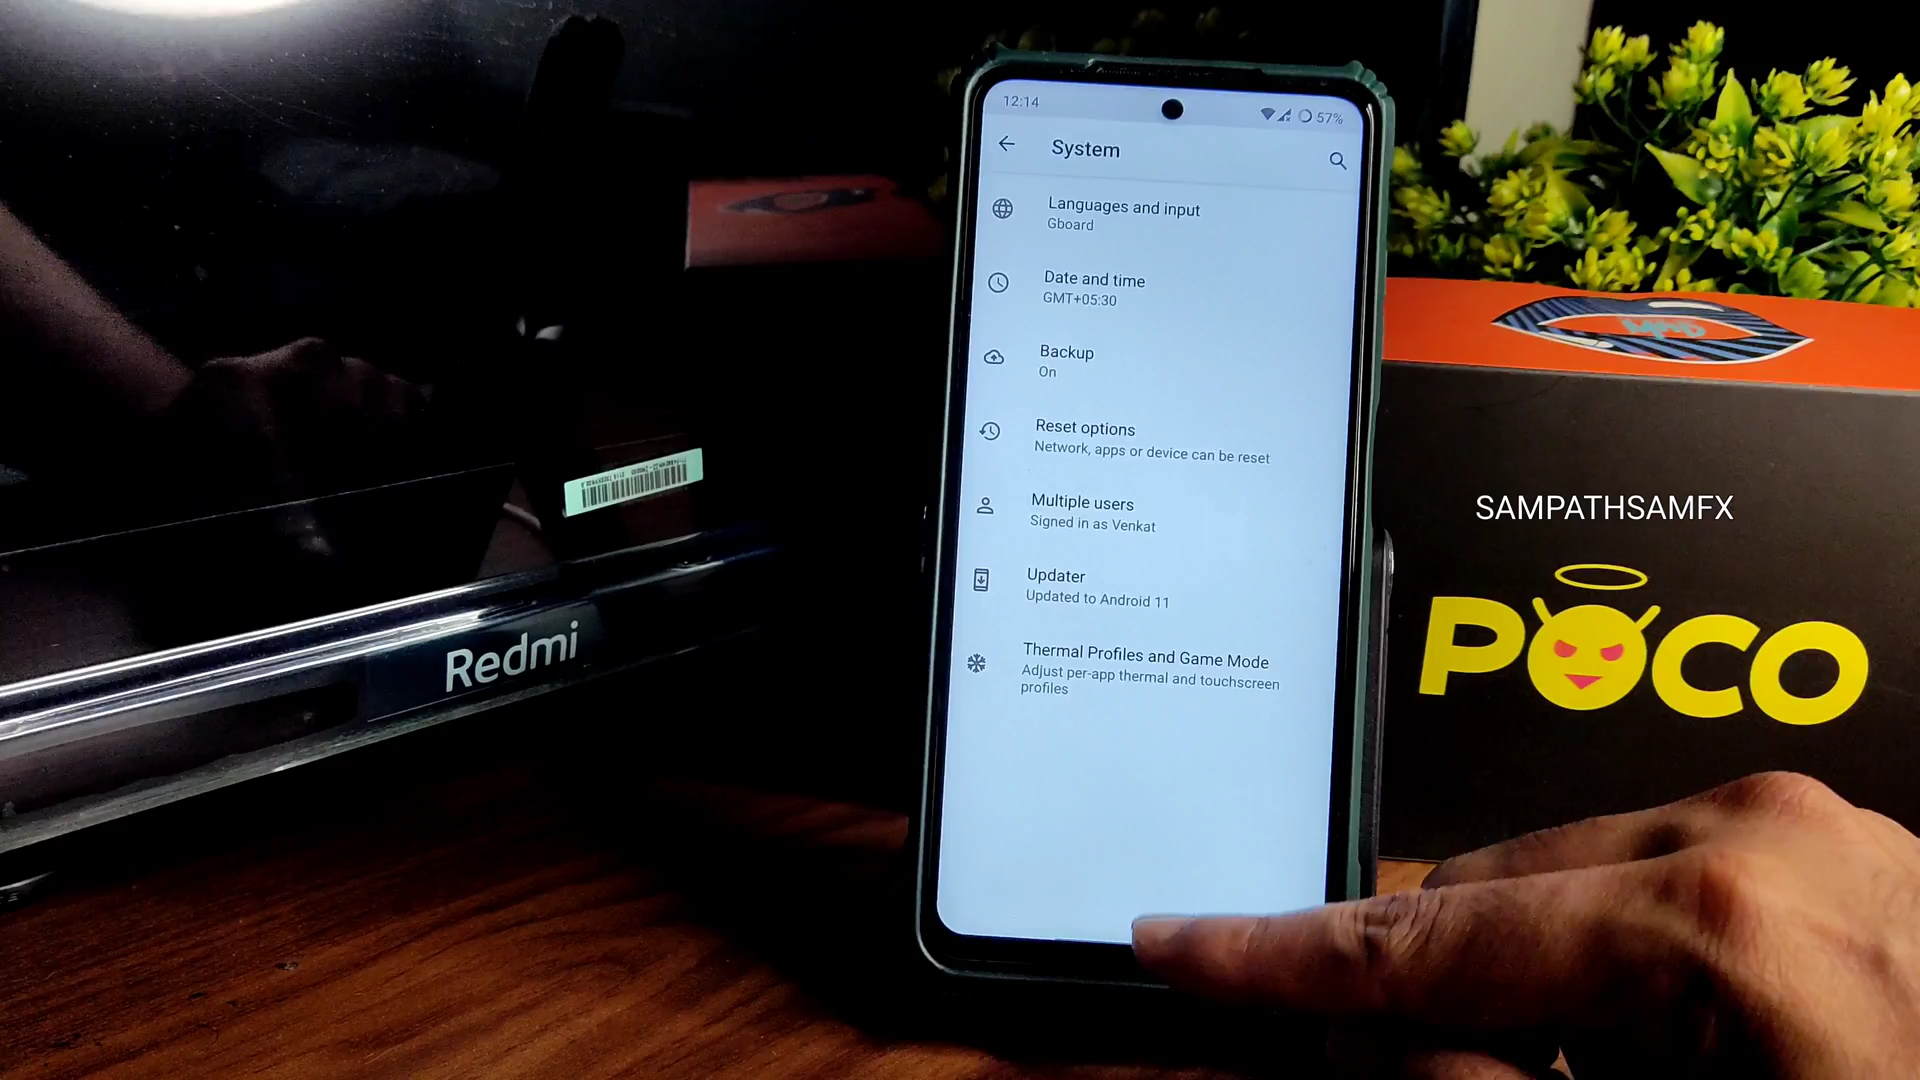 12:14
57%
System
Languages and input
Gboard
Date and time
GMT+05:30
Backup
On
Reset options
Network, apps or device can be reset
Multiple users
Signed in as Venkat
Updater
Updated to Android 11
Thermal Profiles and Game Mode
Adjust per-app thermal and touchscreen
profiles
Redmi
SAMPATHSAMFX
POCO